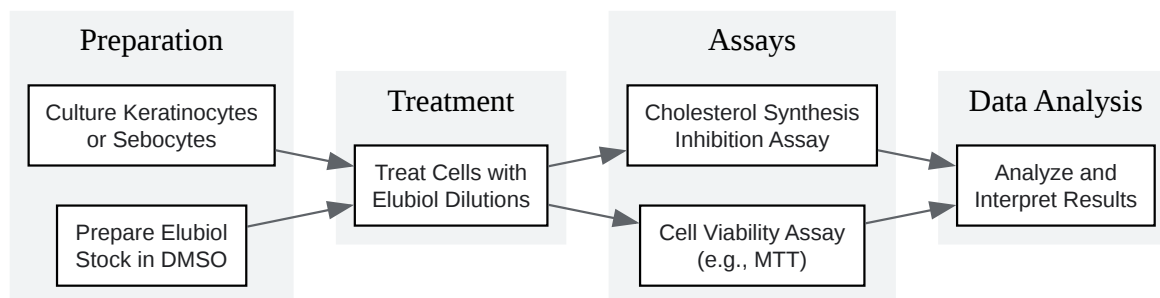 Preparation
Culture Keratinocytes
or Sebocytes
Prepare Elubiol
Stock in DMSO
Treatment
Treat Cells with
Elubiol Dilutions
Assays
Cholesterol Synthesis
Inhibition Assay
Cell Viability Assay
(e.g., MTT)
Data Analysis
Analyze and
Interpret Results